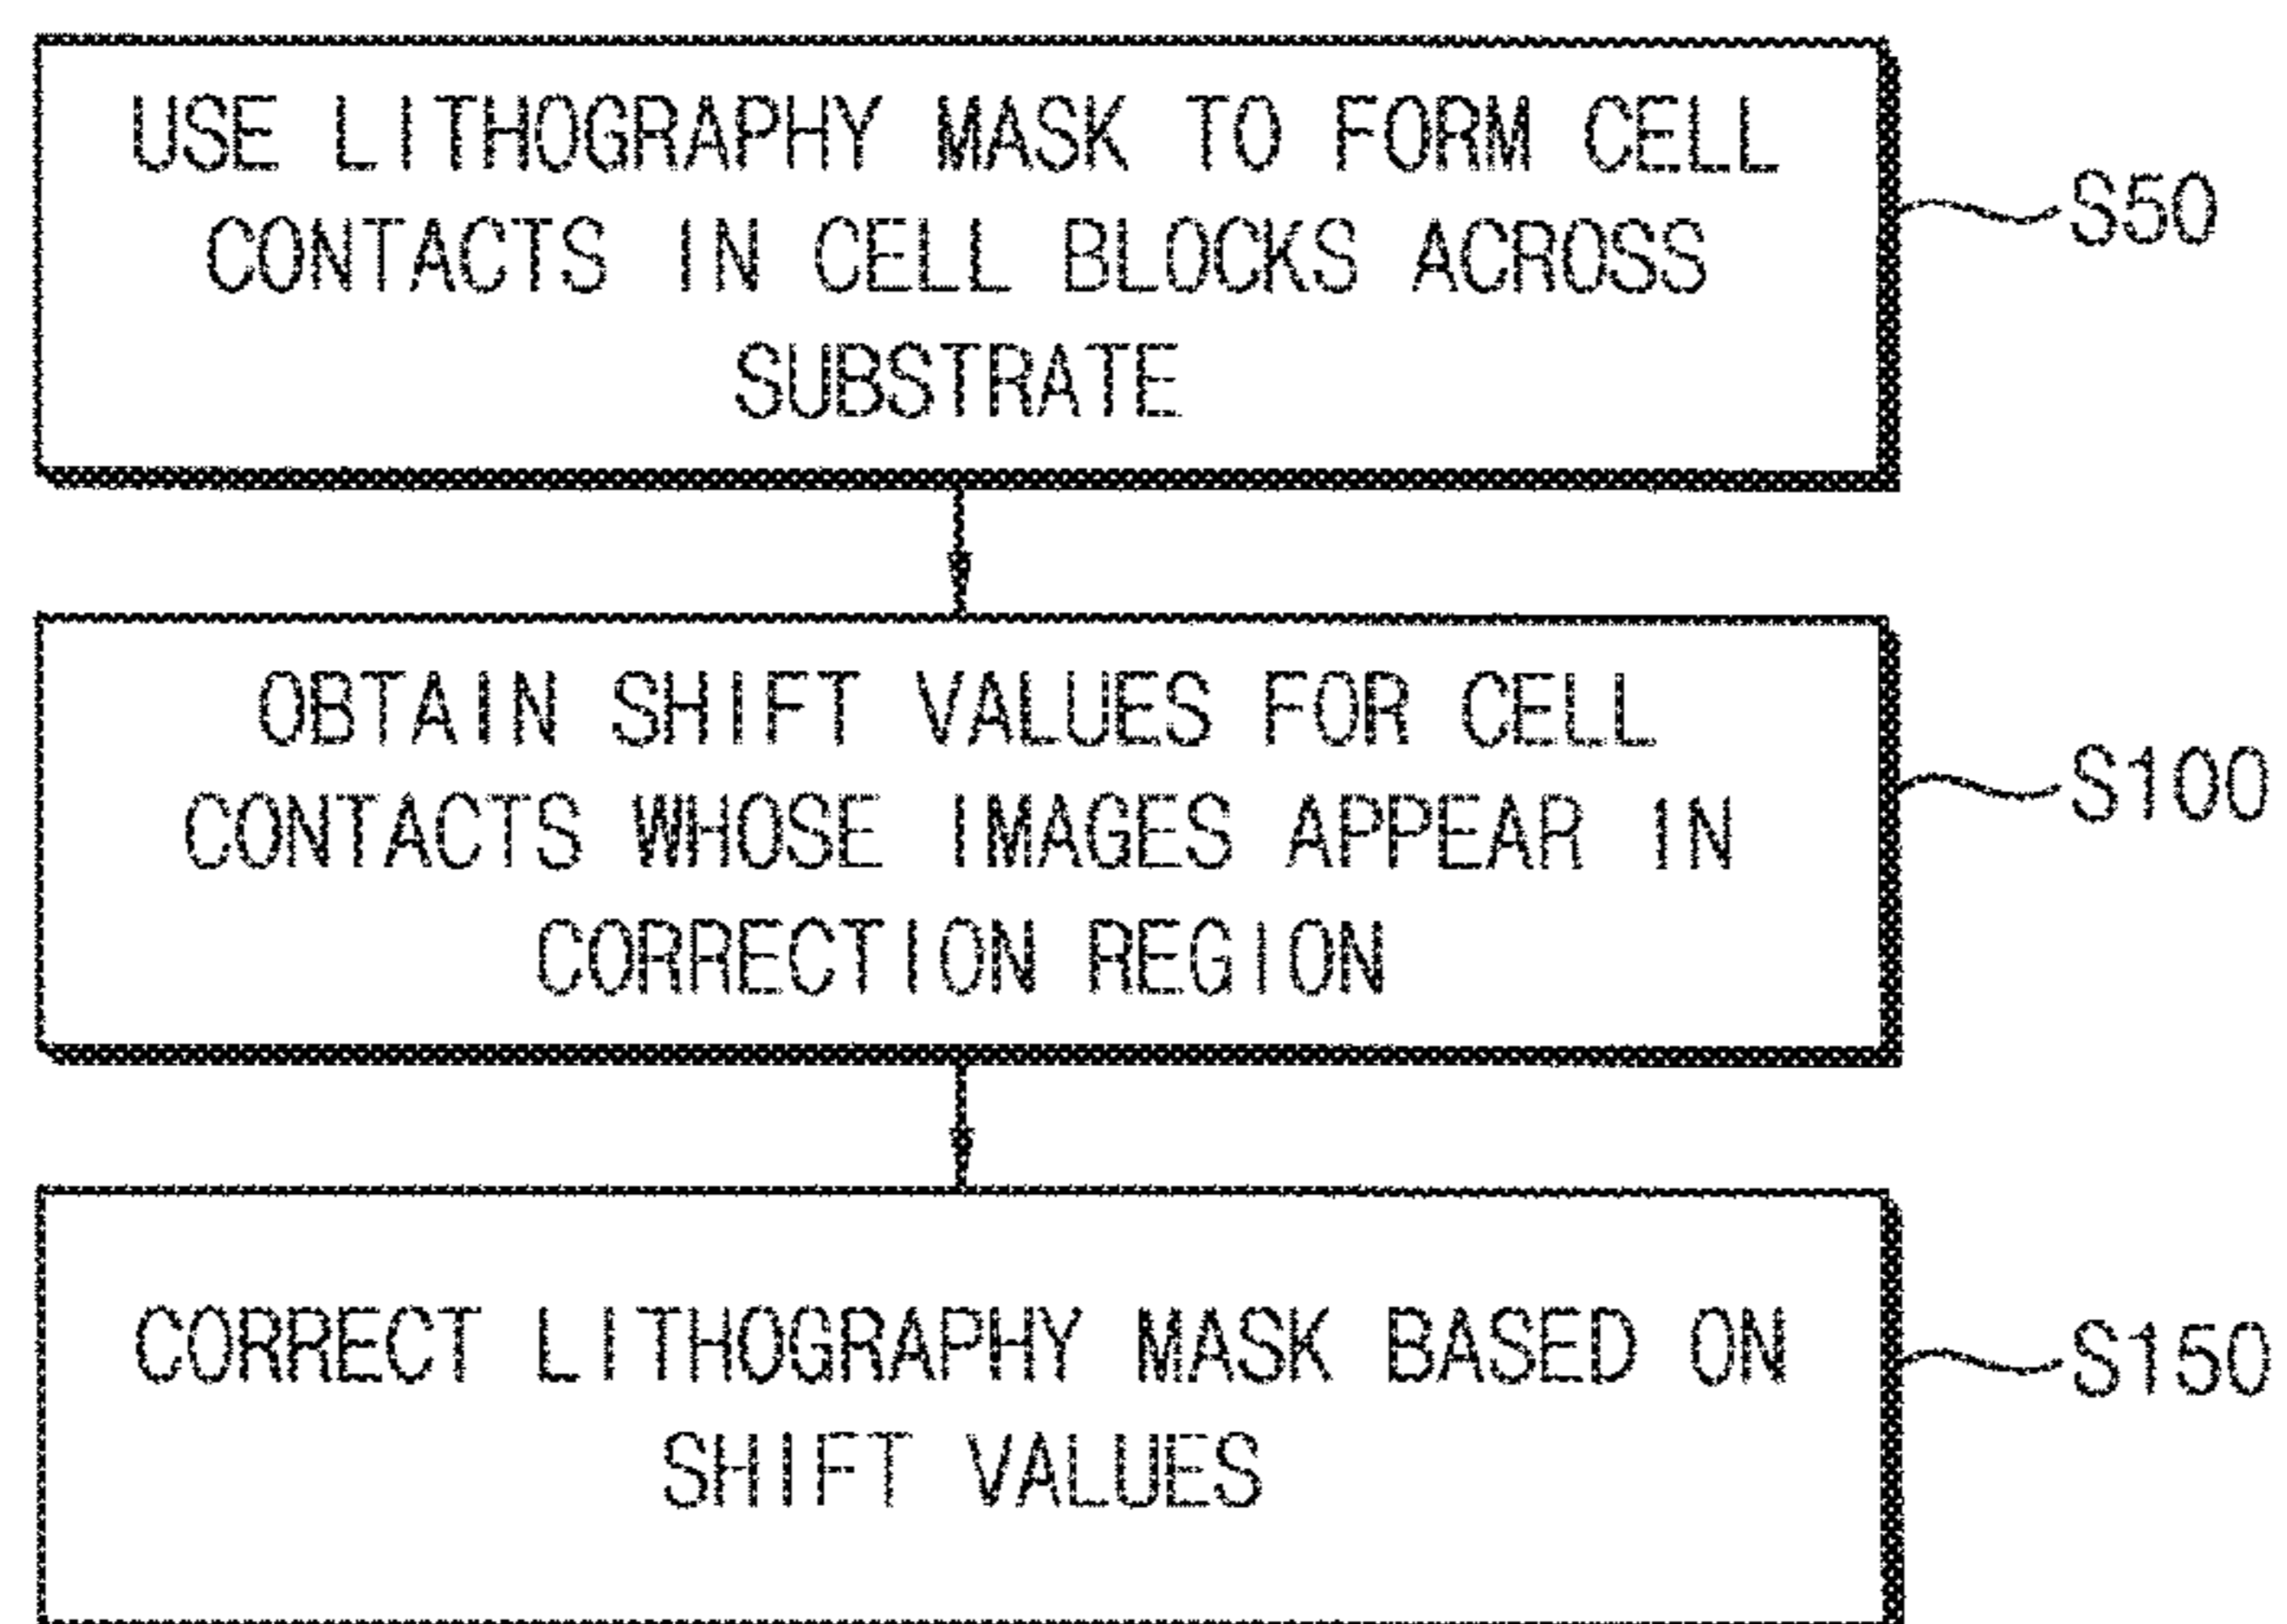 USE LITHOGRAPHY MASK TO FORM CELL
CONTACTS IN CELL BLOCKS ACROSS
SUBSTRATE
S50
OBTAIN SHIFT VALUES FOR CELL
CONTACTS WHOSE IMAGES APPEAR IN
CORRECTION REGION
S100
CORRECT LITHOGRAPHY MASK BASED ON
SHIFT VALUES
S150